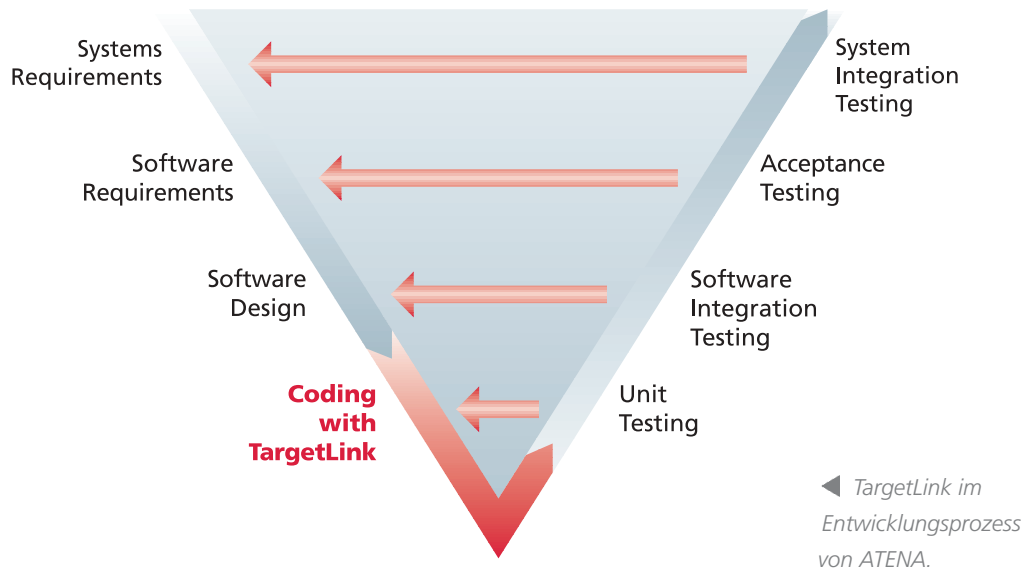 Systems
Requirements
System
Integration
Testing
Software
Requirements
Acceptance
Testing
Software
Design
Software
Integration
Testing
Coding
with
TargetLink
Unit
Testing
◀ TargetLink im
Entwicklungsprozess
von ATENA.